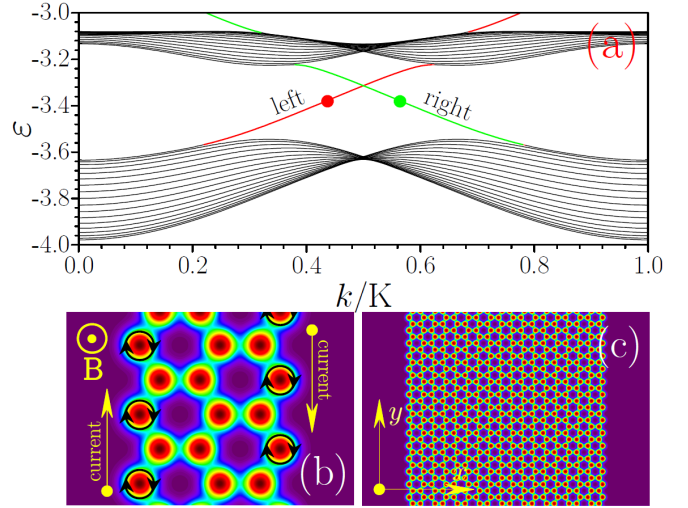 -3.0
(a)
-3.2
left
right
-3.4
ε
-3.6
-3.8
-4.0
0.0
0.2
0.4
0.6
0.8
1.0
k/K
B
current
current
(b)
(c)
y
x